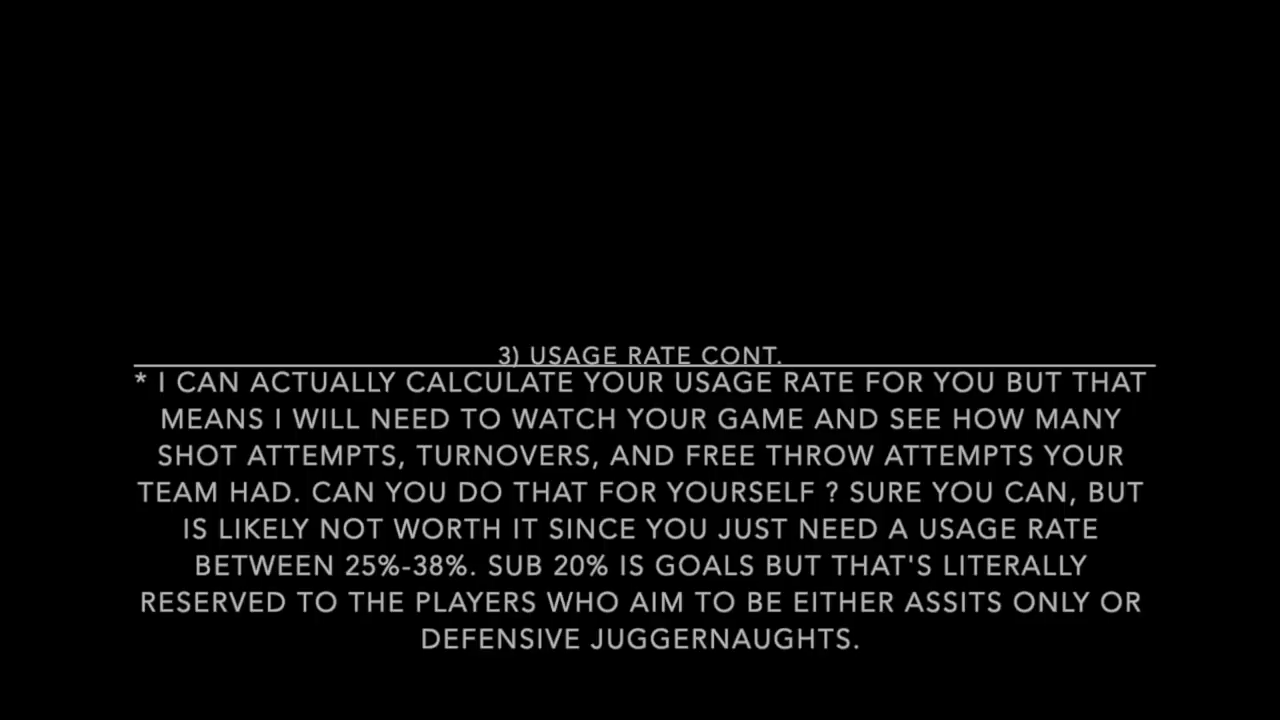 3) USAGE RATE CONT.
* I CAN ACTUALLY CALCULATE YOUR USAGE RATE FOR YOU BUT THAT
MEANS I WILL NEED TO WATCH YOUR GAME AND SEE HOW MANY
SHOT ATTEMPTS, TURNOVERS, AND FREE THROW ATTEMPTS YOUR
TEAM HAD. CAN YOU DO THAT FOR YOURSELF ? SURE YOU CAN, BUT
IS LIKELY NOT WORTH IT SINCE YOU JUST NEED A USAGE RATE
BETWEEN 25%-38%. SUB 20% IS GOALS BUT THAT'S LITERALLY
RESERVED TO THE PLAYERS WHO AIM TO BE EITHER ASSITS ONLY OR
DEFENSIVE JUGGERNAUGHTS.